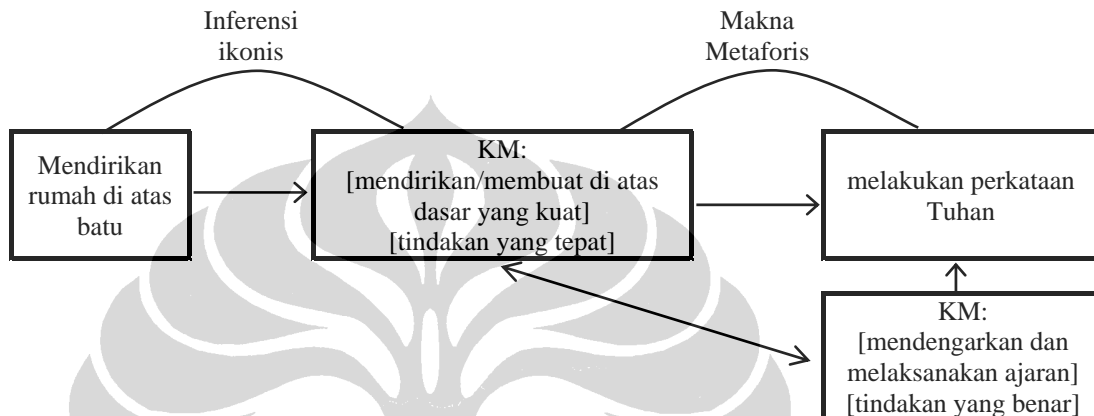 Inferensi
ikonis
Makna
Metaforis
Mendirikan
rumah di atas
batu
KM:
[mendirikan/membuat di atas
dasar yang kuat]
[tindakan yang tepat]
melakukan perkataan
Tuhan
KM:
[mendengarkan dan
melaksanakan ajaran]
[tindakan yang benar]